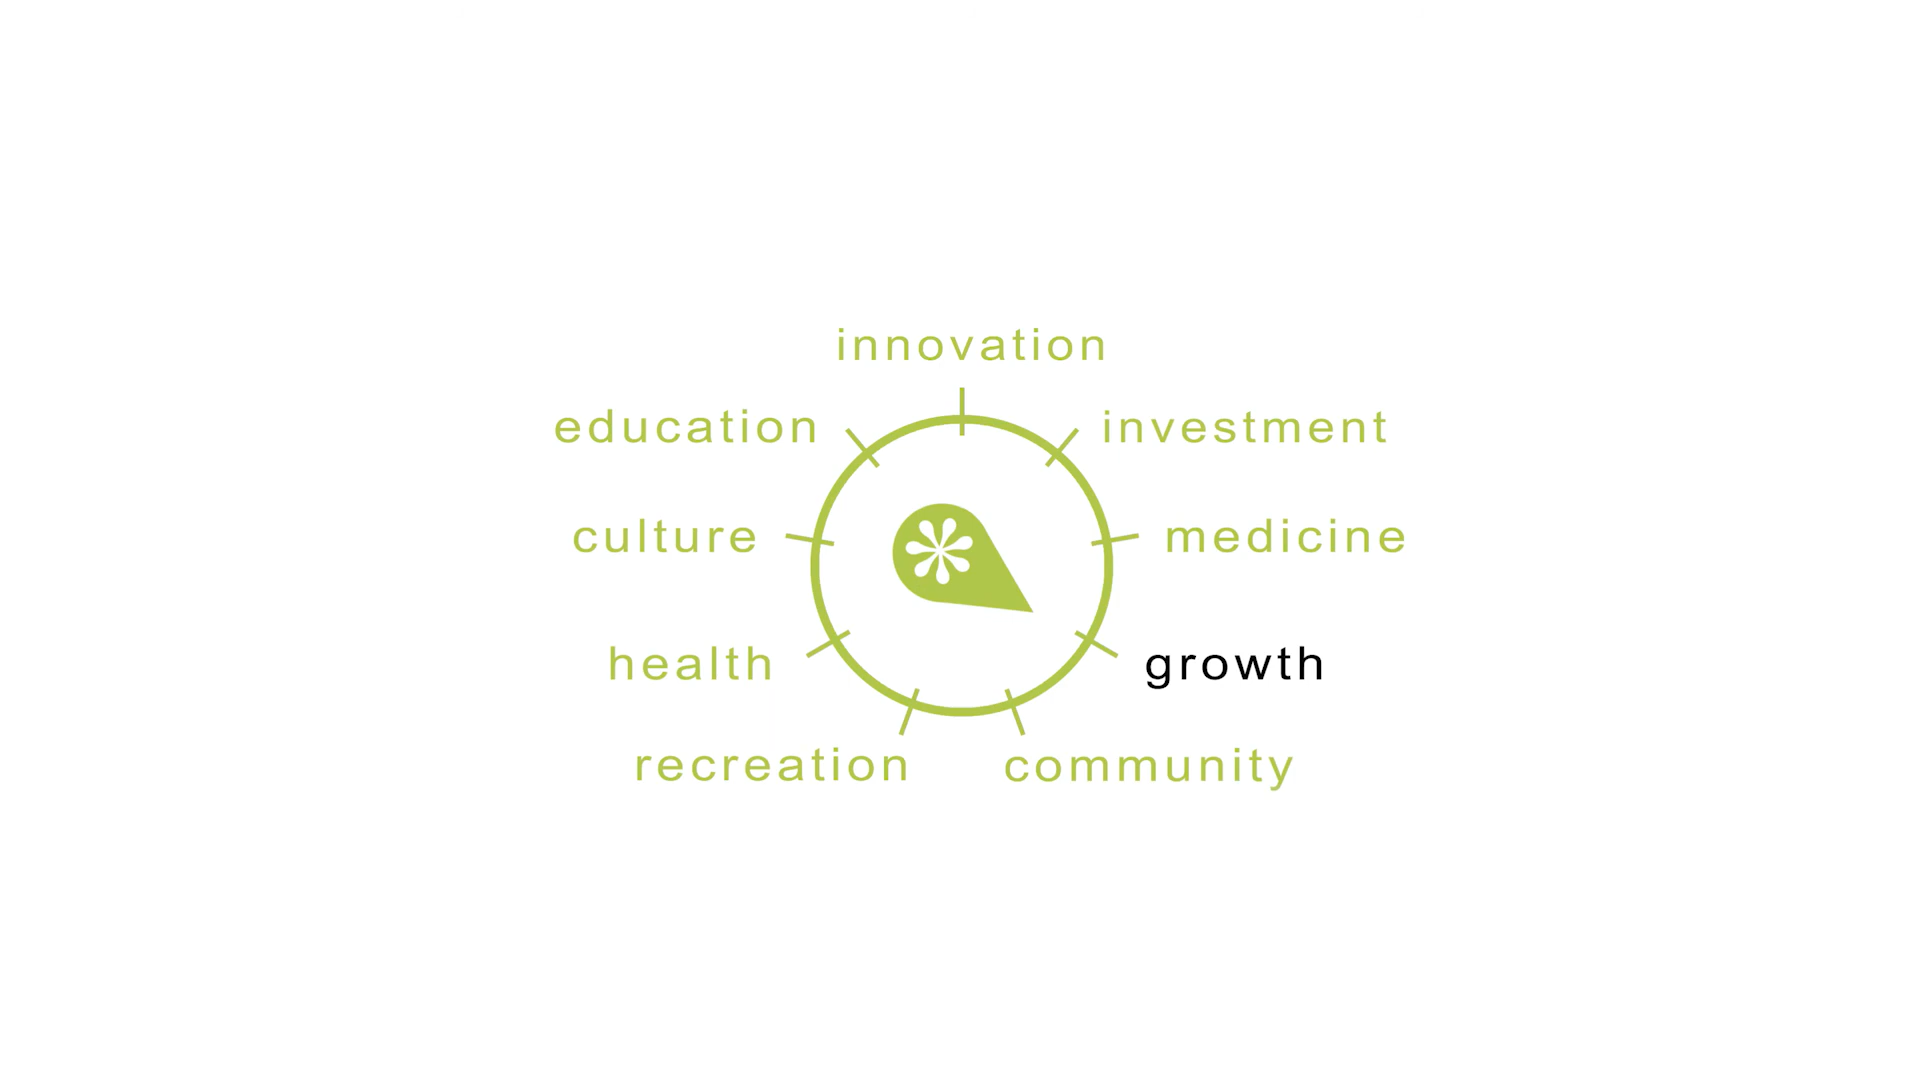 innovation
education
investment
culture
medicine
health
growth
recreation
community